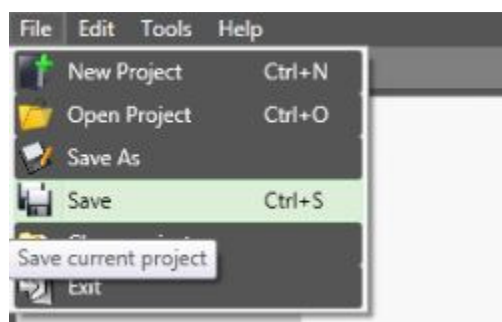 File Edit Tools Help
New Project Ctrl+N
Open Project Ctrl+O
Save As
Save Ctrl+S
Save current project
Exit